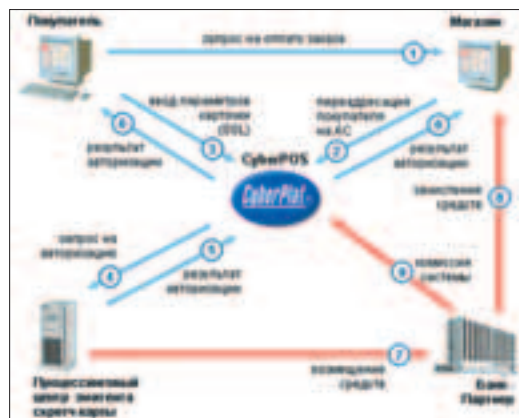 Покупатель
Магазин
запрос на оплату заказа
1
ввод параметров
карточки
(SSL)
3
переадресация
покупателя
на АС
2
6
результат
авторизации
6
результат
авторизации
CyberPOS
CyberPlat
запрос на
авторизацию
4
5
результат
авторизации
зачисление
средств
8
9
комиссия
системы
7
возмещение
средств
Процессинговый
центр эмитента
скретч-карты
Банк-
Партнер